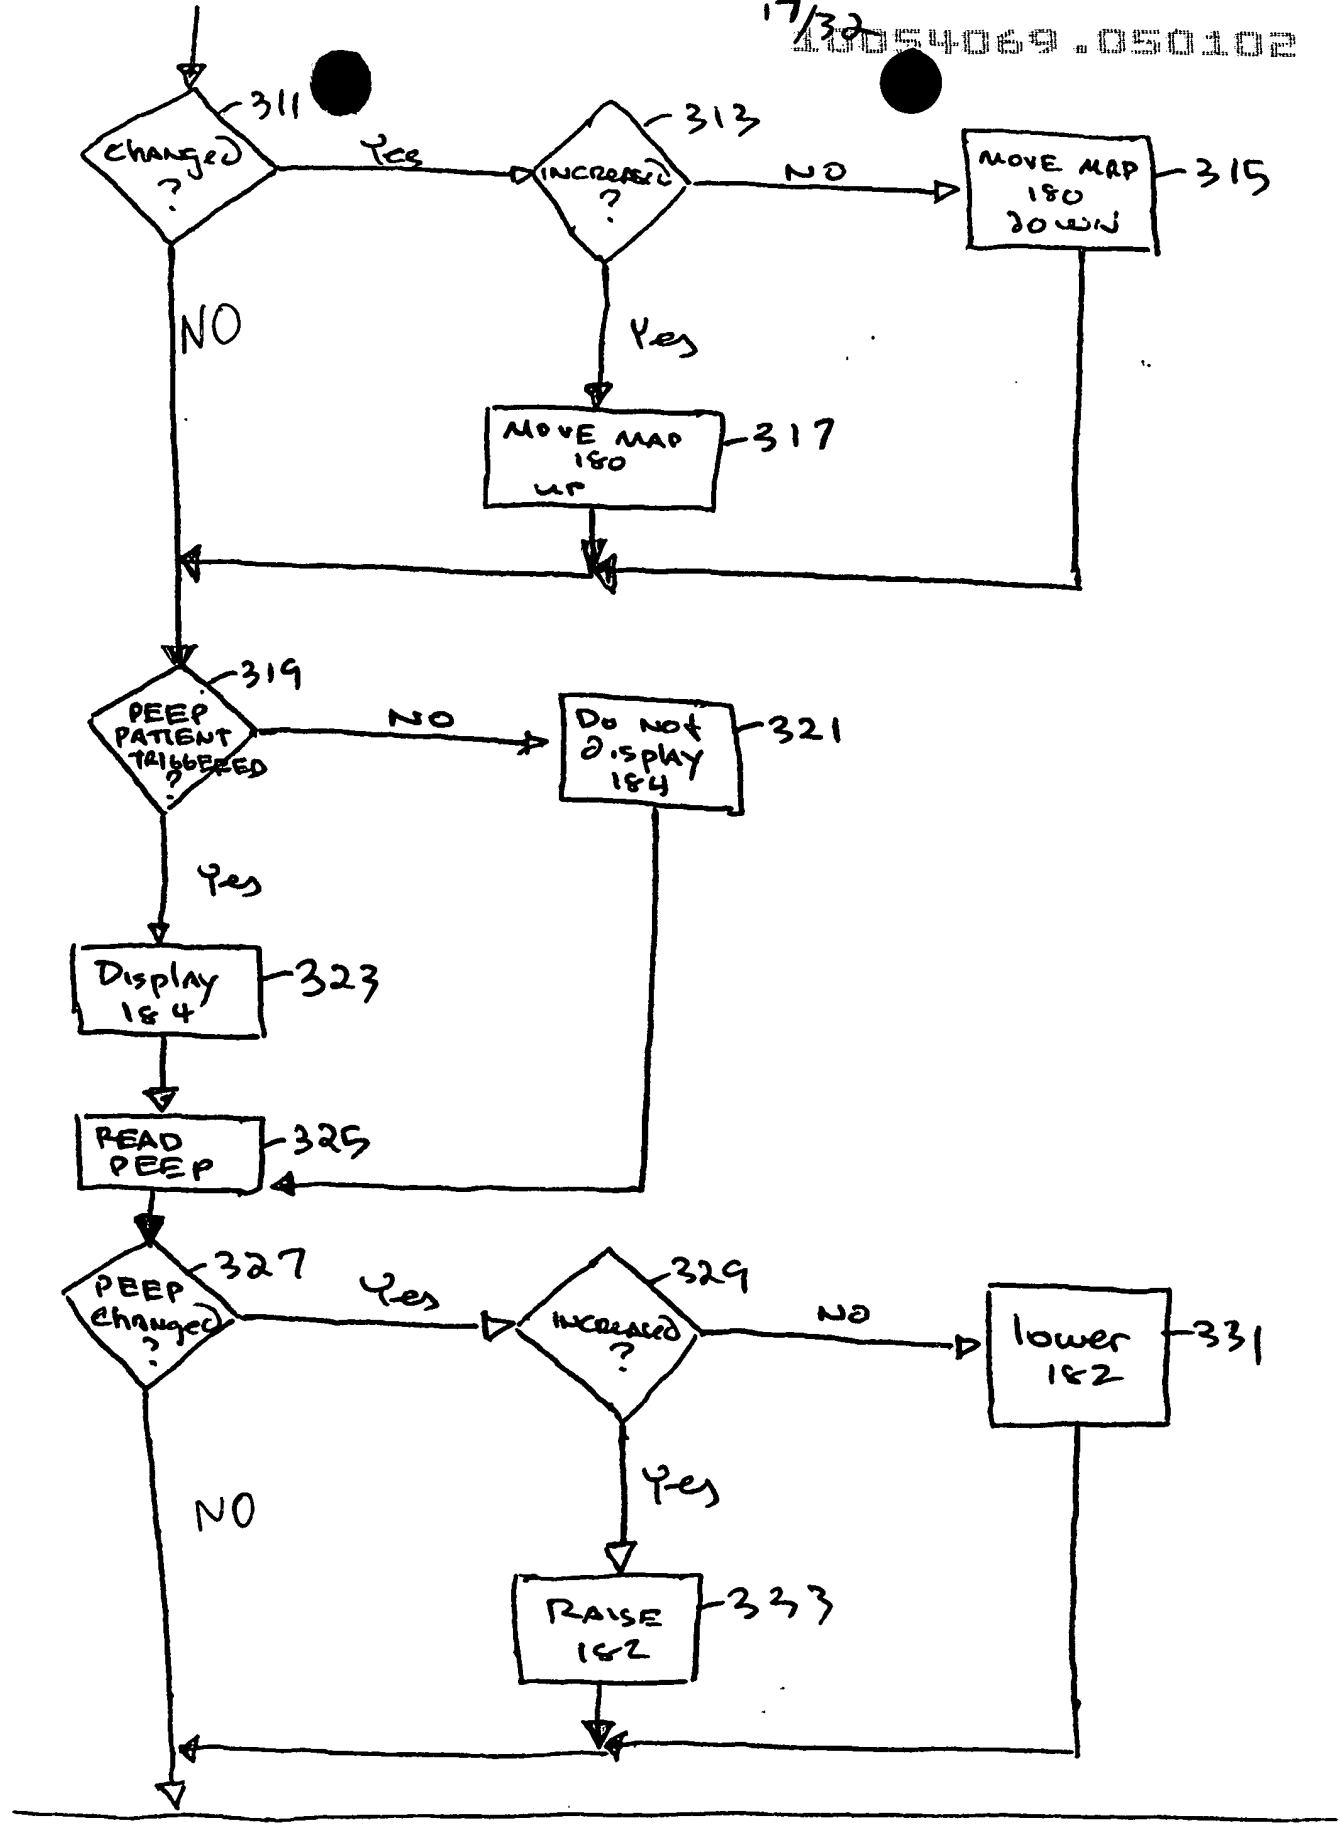 17/32
10054069.050102
311
Changed
?
Yes
313
INCREASED
?
NO
MOVE MAP
180
DOWN
315
NO
Yes
MOVE MAP
180
UP
317
319
PEEP
PATIENT
TRIGGERED
?
NO
Do Not
Display
184
321
Yes
Display
184
323
READ
PEEP
325
327
PEEP
Changed
?
Yes
329
INCREASED
?
NO
lower
182
331
NO
Yes
RAISE
182
333